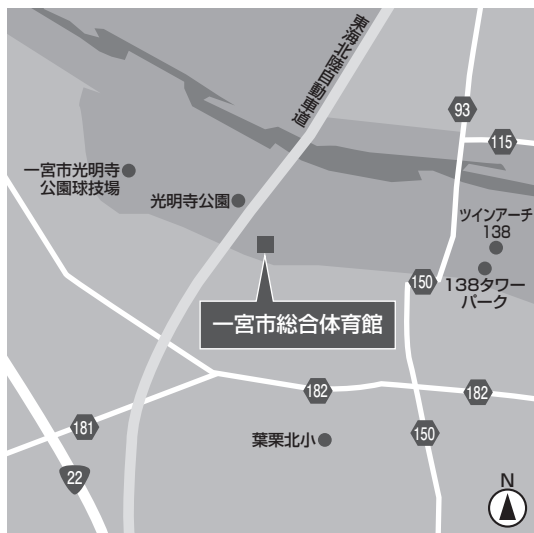 東海北陸自動車道
93
115
一宮市光明寺
公園球技場
光明寺公園
ツインアーチ
138
138タワー
パーク
150
一宮市総合体育館
182
182
181
150
葉栗北小
22
N